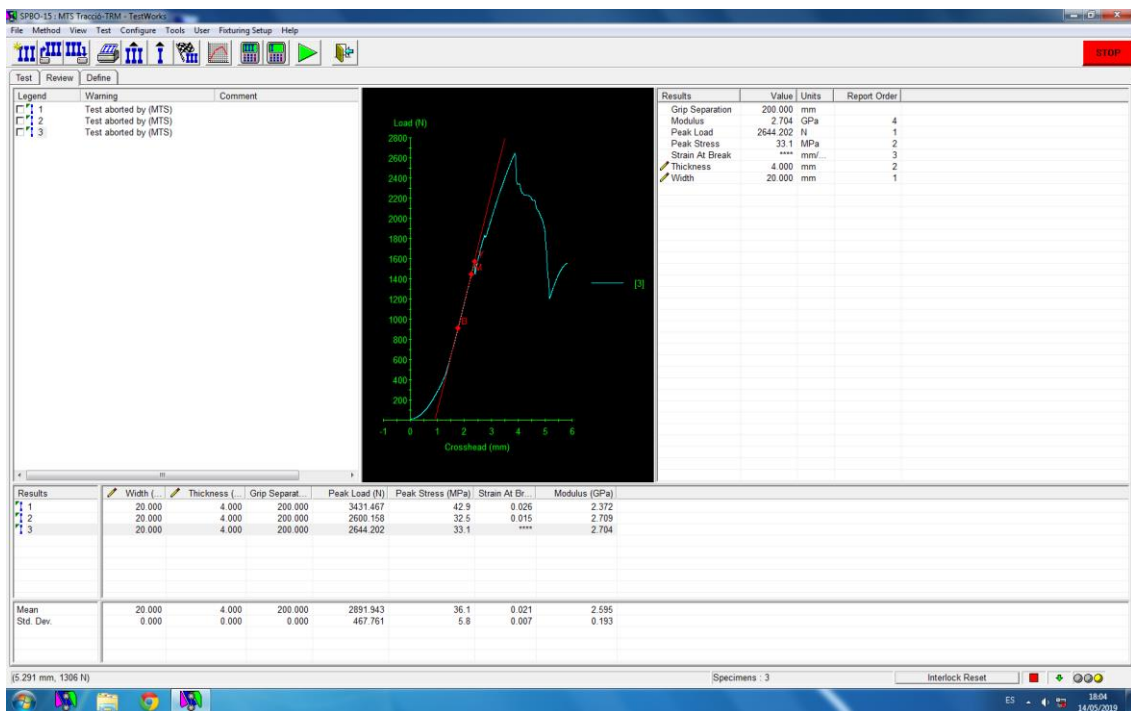 SPBO-15 : MTS Tracció-TRM - TestWorks
File Method View Test Configure Tools User Fixturing Setup Help
STOP
Test Review Define
Legend Warning Comment
1 Test aborted by (MTS)
2 Test aborted by (MTS)
3 Test aborted by (MTS)
Load (N)
2800
2600
2400
2200
2000
1800
1600
1400
1200
1000
800
600
400
200
-1 0 1 2 3 4 5 6
Crosshead (mm)
M
B
[3]
Results Value Units Report Order
Grip Separation 200.000 mm
Modulus 2.704 GPa 4
Peak Load 2644.202 N 1
Peak Stress 33.1 MPa 2
Strain At Break **** mm/... 3
Thickness 4.000 mm 2
Width 20.000 mm 1
Results Width (... Thickness (... Grip Separat... Peak Load (N) Peak Stress (MPa) Strain At Br... Modulus (GPa)
1 20.000 4.000 200.000 3431.467 42.9 0.026 2.372
2 20.000 4.000 200.000 2600.158 32.5 0.015 2.709
3 20.000 4.000 200.000 2644.202 33.1 **** 2.704
Mean 20.000 4.000 200.000 2891.943 36.1 0.021 2.595
Std. Dev. 0.000 0.000 0.000 467.761 5.8 0.007 0.193
(5.291 mm, 1306 N)
Specimens : 3
Interlock Reset
ES
18:04
14/05/2019